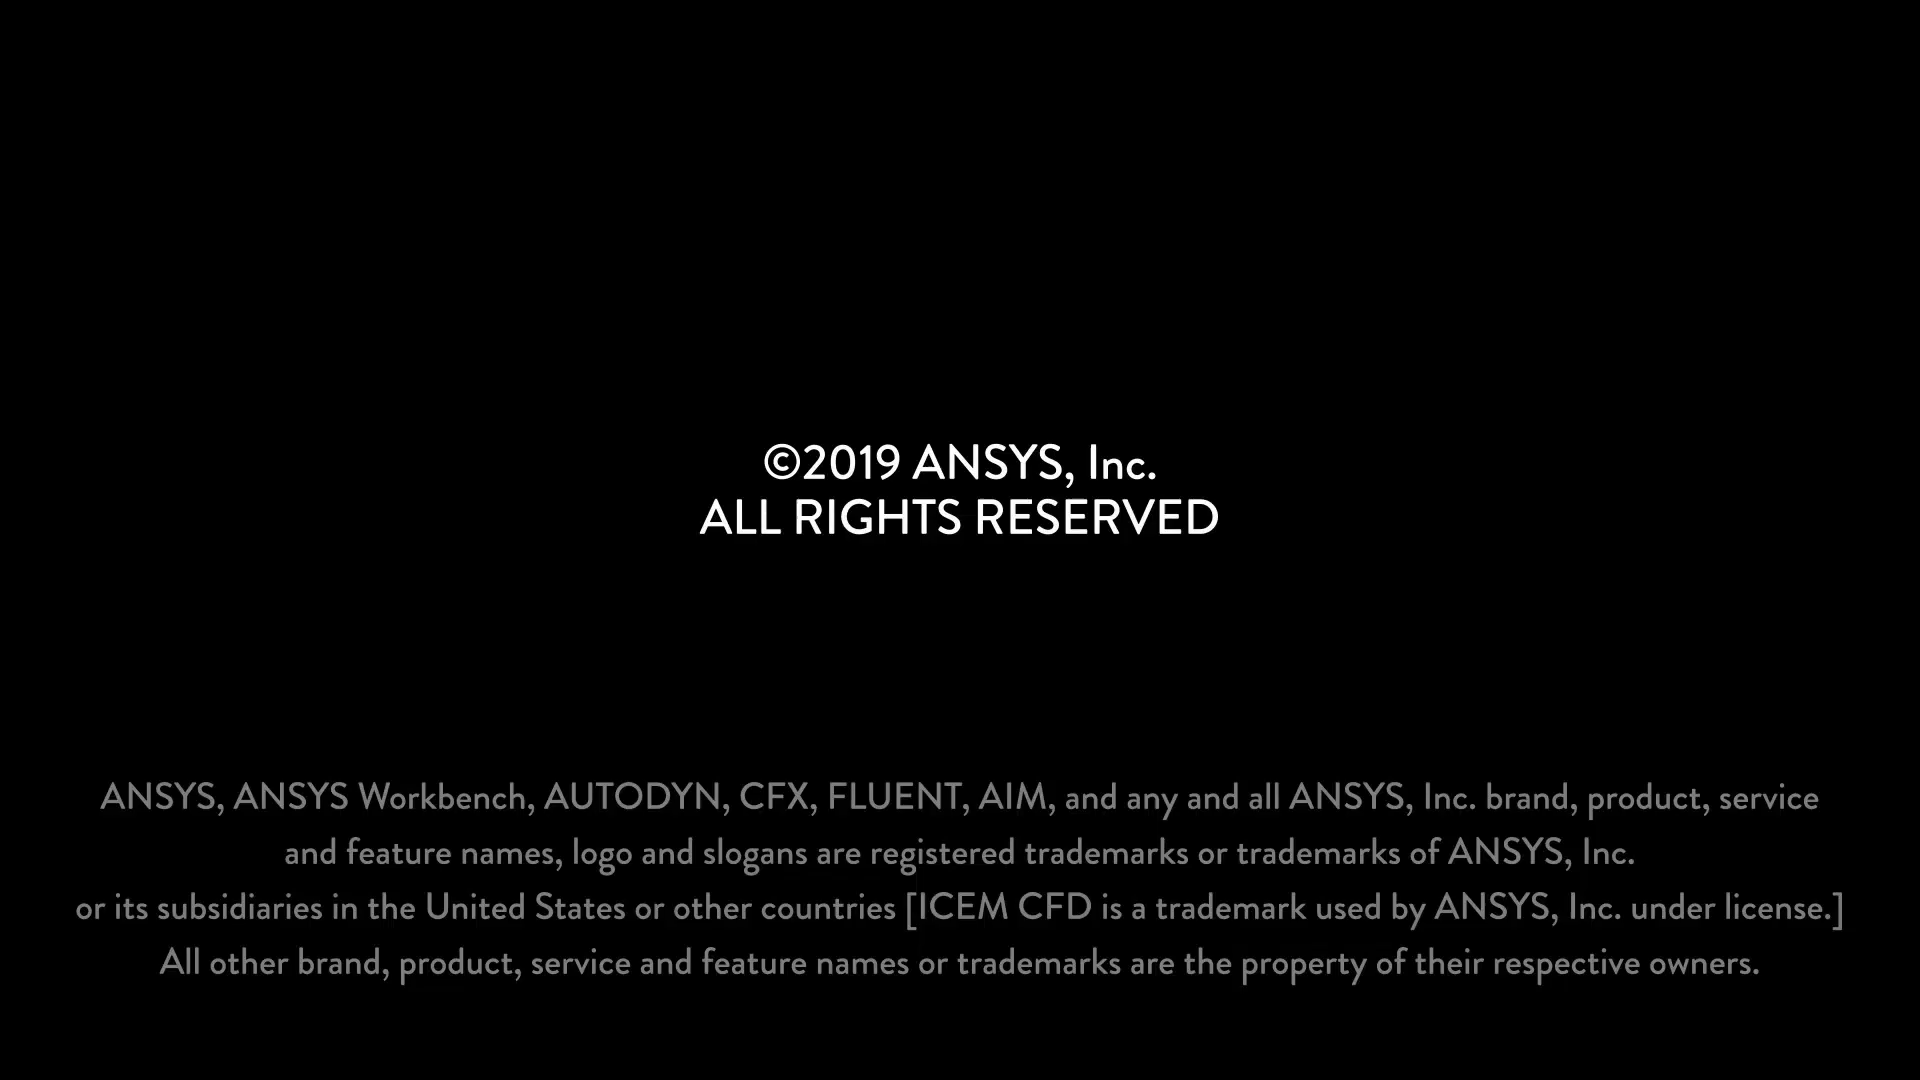 ©2019 ANSYS, Inc.
ALL RIGHTS RESERVED
ANSYS, ANSYS Workbench, AUTODYN, CFX, FLUENT, AIM, and any and all ANSYS, Inc. brand, product, service
and feature names, logo and slogans are registered trademarks or trademarks of ANSYS, Inc.
or its subsidiaries in the United States or other countries [ICEM CFD is a trademark used by ANSYS, Inc. under license.]
All other brand, product, service and feature names or trademarks are the property of their respective owners.